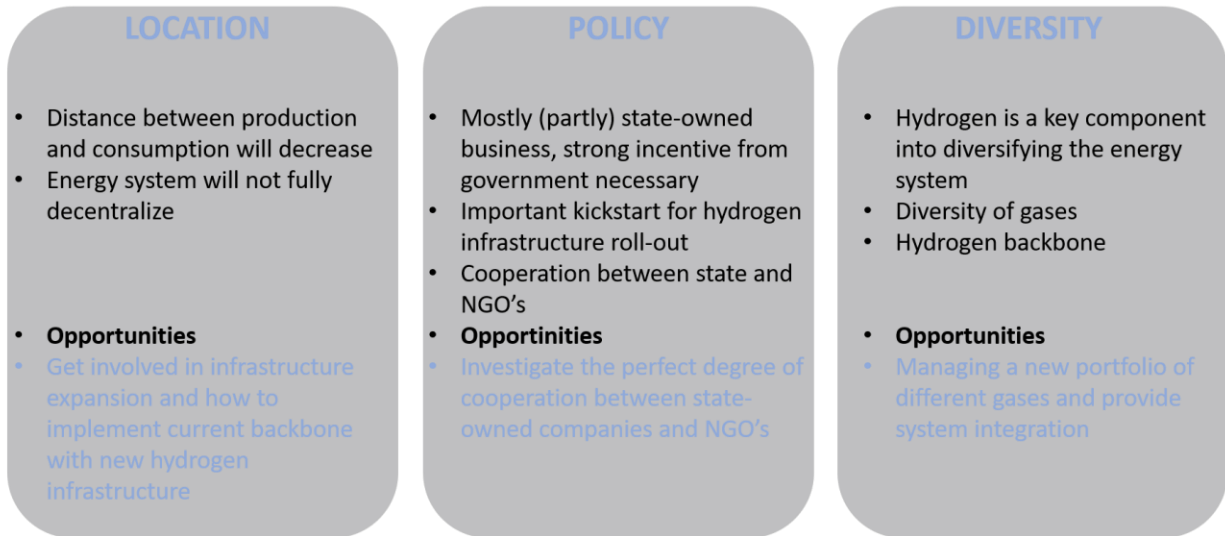 LOCATION
• Distance between production
and consumption will decrease
• Energy system will not fully
decentralize
• Opportunities
• Get involved in infrastructure
expansion and how to
implement current backbone
with new hydrogen
infrastructure
POLICY
• Mostly (partly) state-owned
business, strong incentive from
government necessary
• Important kickstart for hydrogen
infrastructure roll-out
• Cooperation between state and
NGO's
• Opportinities
• Investigate the perfect degree of
cooperation between state-
owned companies and NGO's
DIVERSITY
• Hydrogen is a key component
into diversifying the energy
system
• Diversity of gases
• Hydrogen backbone
• Opportunities
• Managing a new portfolio of
different gases and provide
system integration